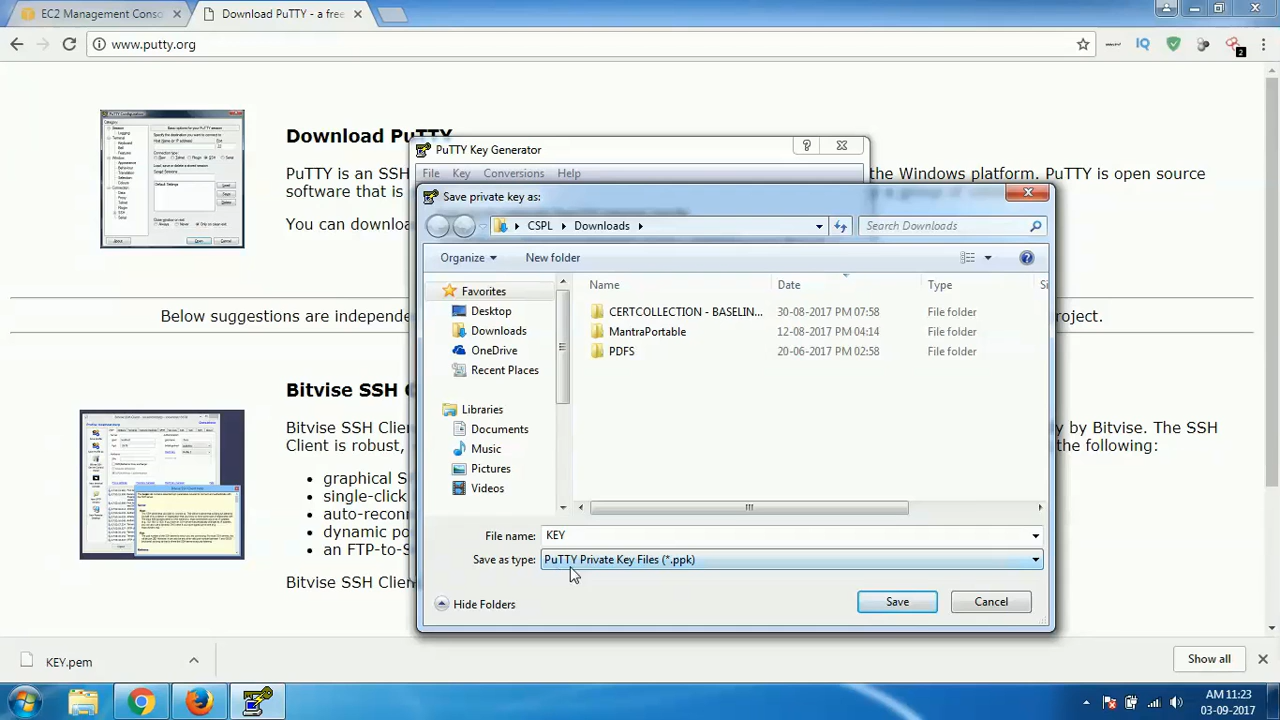 EC2 Management Conso
Download PuTTY - a free
www.putty.org
IQ
2
Download PuTTY
PuTTY is an SSH
the Windows platform. PuTTY is open source
software that is
You can downloa
Below suggestions are independe
roject.
Bitvise SSH C
Bitvise SSH Clien
y by Bitvise. The SSH
Client is robust,
the following:
graphical S
single-click
auto-reconn
dynamic po
an FTP-to-S
Bitvise SSH Clien
PuTTY Key Generator
?
File Key Conversions Help
Save private key as:
CSPL Downloads
Search Downloads
Organize New folder
?
Name Date Type Si
CERTCOLLECTION - BASELIN... 30-08-2017 PM 07:58 File folder
MantraPortable 12-08-2017 PM 04:14 File folder
PDFS 20-06-2017 PM 02:58 File folder
Favorites
Desktop
Downloads
OneDrive
Recent Places
Libraries
Documents
Music
Pictures
Videos
File name: KEY
Save as type: PuTTY Private Key Files (*.ppk)
Hide Folders
Save Cancel
KEY.pem
Show all
AM 11:23
03-09-2017